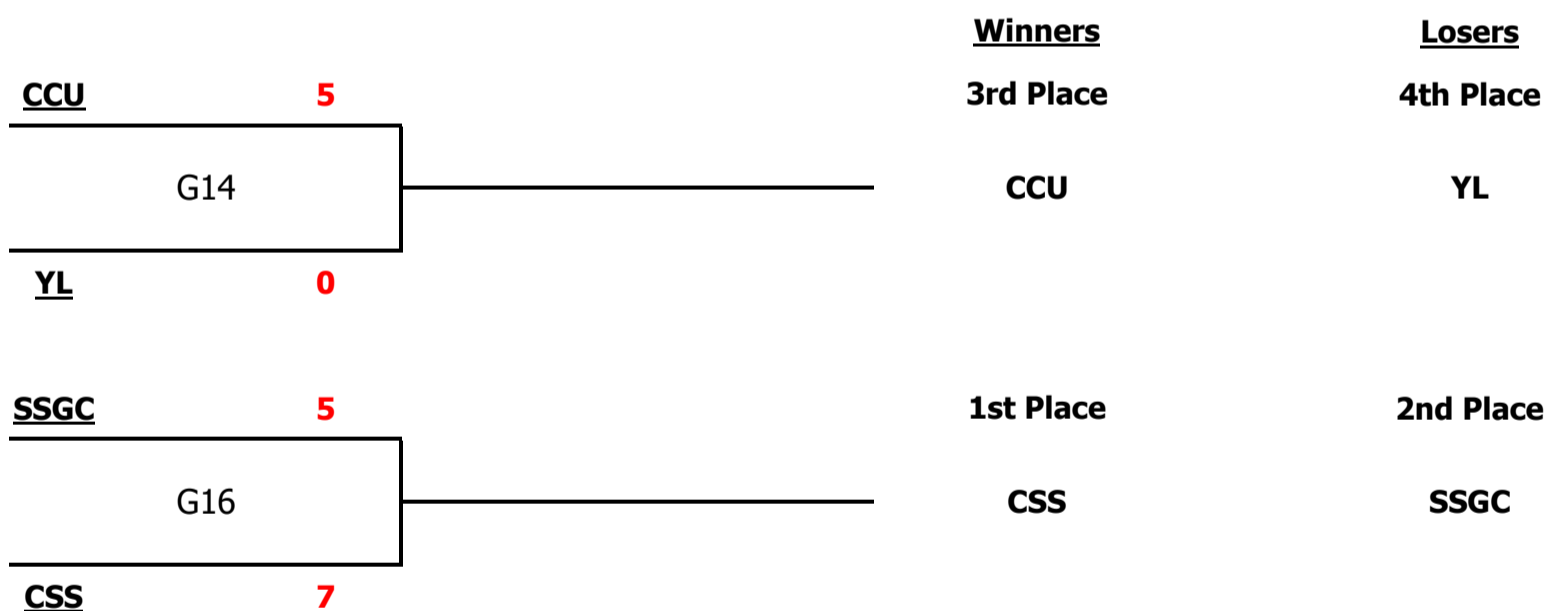 Winners Losers
CCU 5 3rd Place 4th Place
G14 CCU YL
YL 0
SSGC 5 1st Place 2nd Place
G16 CSS SSGC
CSS 7